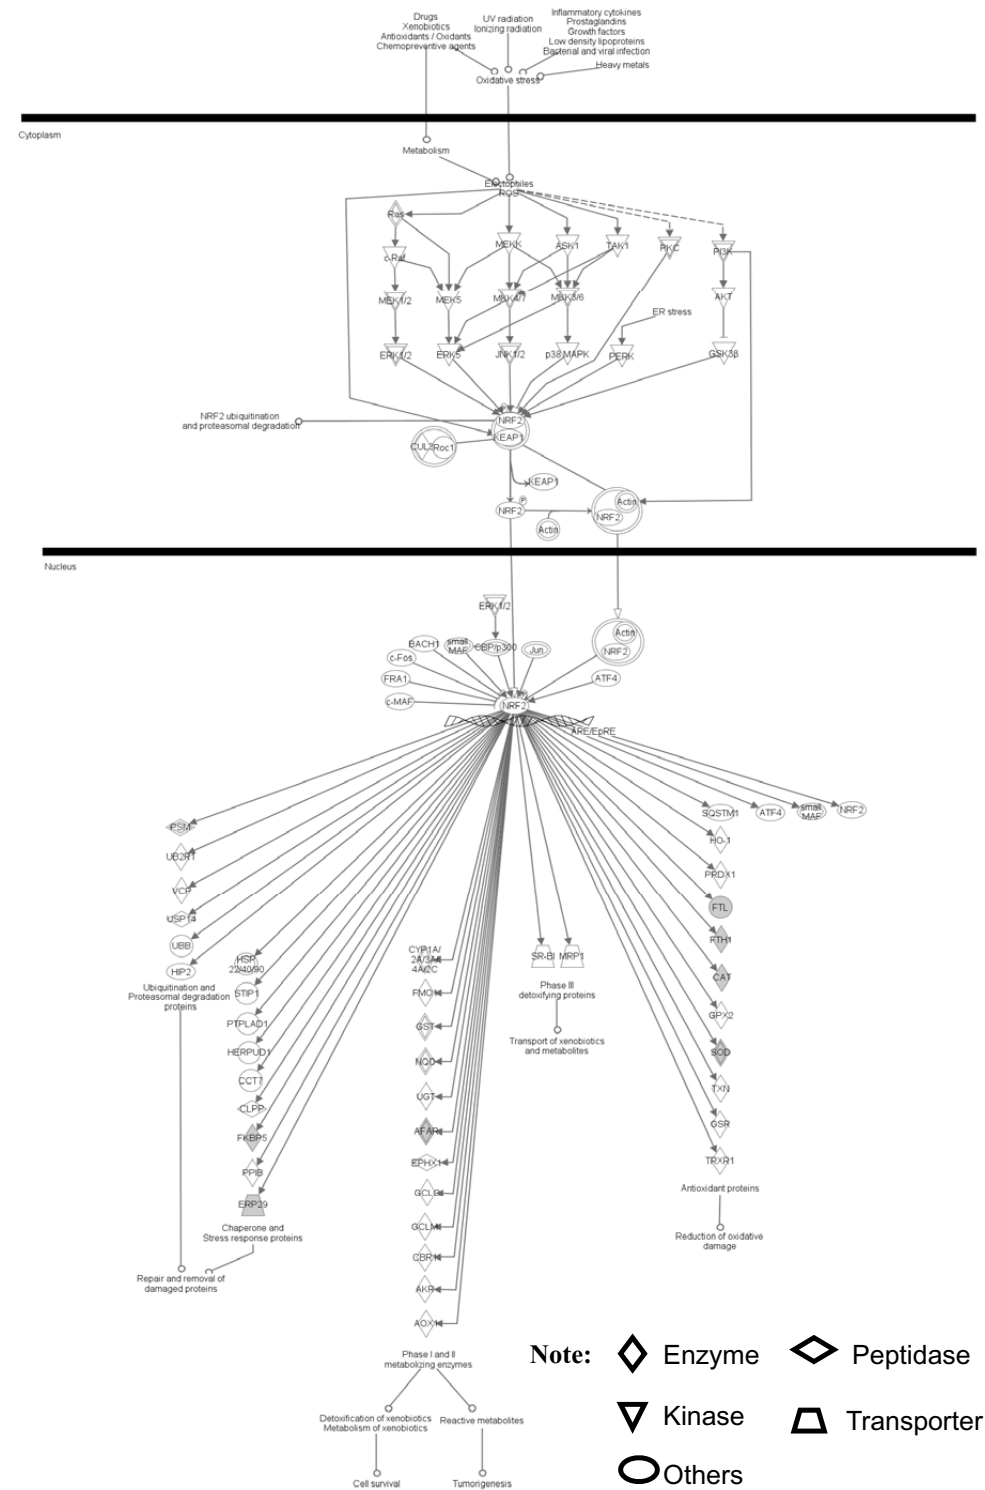 Drugs
Xenobiotics
Antioxidants / Oxidants
Chemopreventive agents
UV radiation
Ionizing radiation
Inflammatory cytokines
Prostaglandins
Growth factors
Low density lipoproteins
Bacterial and viral infection
Heavy metals
Oxidative stress
Cytoplasm
Metabolism
Electophiles
ROS
Ras
MEKK
ASK1
TAK1
PKC
PI3K
c-Raf
MEK1/2
MEK5
MKK4/7
MKK3/6
AKT
ER stress
ERK1/2
ERK5
JNK1/2
p38 MAPK
PERK
GSK3β
NRF2 ubiquitination
and proteasomal degradation
NRF2
KEAP1
CUL3
Roc1
KEAP1
NRF2
P
Actin
Actin
NRF2
Nucleus
ERK1/2
BACH1
small
MAF
CBP/p300
Jun
Actin
NRF2
c-Fos
FRA1
ATF4
c-MAF
NRF2
ARE/EpRE
PSM
UB2R1
VCP
USP14
UBB
HIP2
Ubiquitination and
Proteasomal degradation
proteins
HSP
22/40/90
STIP1
PTPLAD1
HERPUD1
CCT7
CLPP
FKBP5
PPIB
ERP29
Chaperone and
Stress response proteins
Repair and removal of
damaged proteins
CYP1A/
2A/3A/
4A/2C
FMO1
GST
NQO
UGT
AFAR
EPHX1
GCLC
GCLM
CBR1
AKR
AOX1
Phase I and II
metabolizing enzymes
Detoxification of xenobiotics
Metabolism of xenobiotics
Reactive metabolites
Cell survival
Tumorigenesis
SR-BI
MRP1
Phase III
detoxifying proteins
Transport of xenobiotics
and metabolites
SQSTM1
ATF4
small
MAF
NRF2
HO-1
PRDX1
FTL
FTH1
CAT
GPX2
SOD
TXN
GSR
TRXR1
Antioxidant proteins
Reduction of oxidative
damage
Note:
Enzyme
Peptidase
Kinase
Transporter
Others